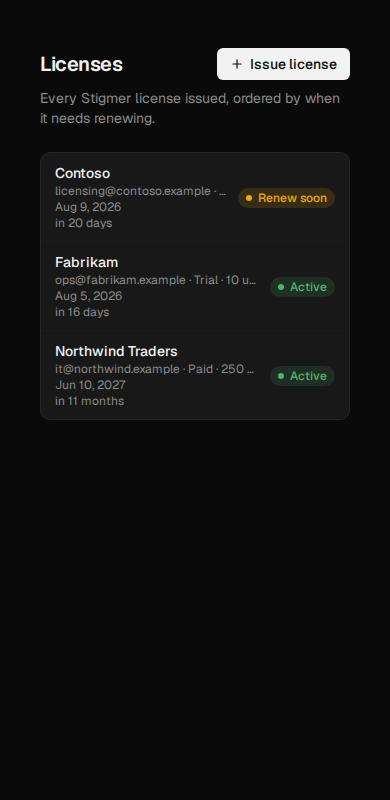 Licenses
+ Issue license
Every Stigmer license issued, ordered by when
it needs renewing.
Contoso
licensing@contoso.example · …
Aug 9, 2026
in 20 days
Renew soon
Fabrikam
ops@fabrikam.example · Trial · 10 u…
Aug 5, 2026
in 16 days
Active
Northwind Traders
it@northwind.example · Paid · 250 …
Jun 10, 2027
in 11 months
Active